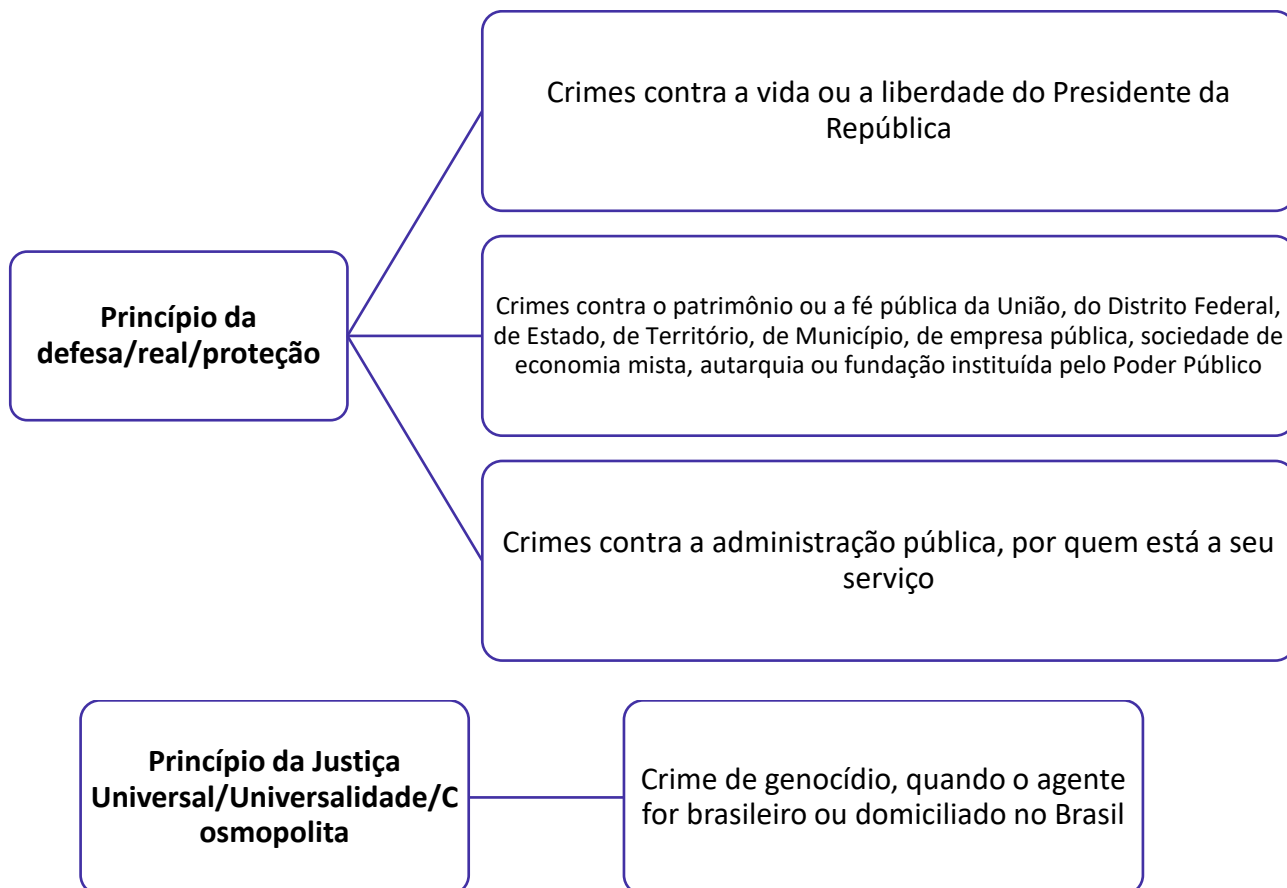 Crimes contra a vida ou a liberdade do Presidente da
República
Princípio da
defesa/real/proteção
Crimes contra o patrimônio ou a fé pública da União, do Distrito Federal,
de Estado, de Território, de Município, de empresa pública, sociedade de
economia mista, autarquia ou fundação instituída pelo Poder Público
Crimes contra a administração pública, por quem está a seu
serviço
Princípio da Justiça
Universal/Universalidade/C
osmopolita
Crime de genocídio, quando o agente
for brasileiro ou domiciliado no Brasil